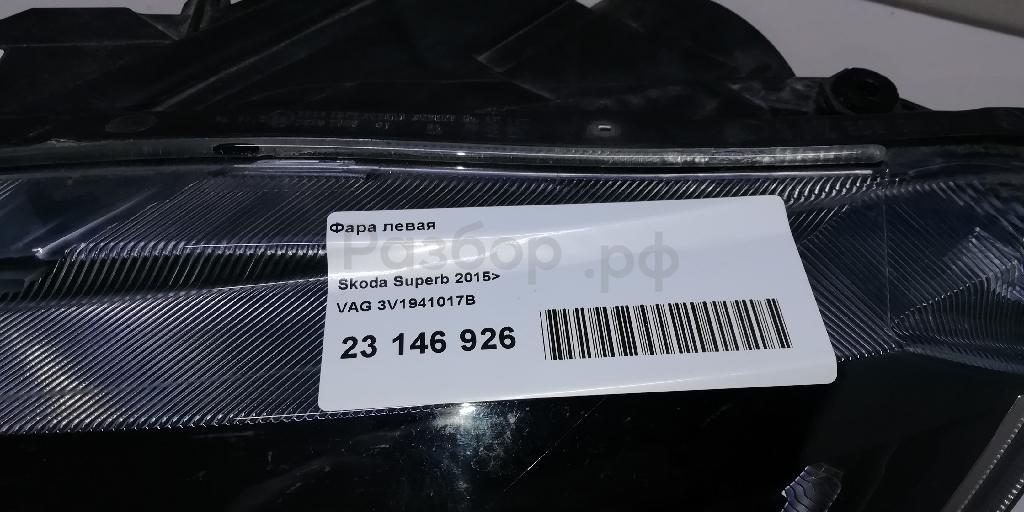 Фара левая
Разбор.рф
Skoda Superb 2015>
VAG 3V1941017B
23 146 926